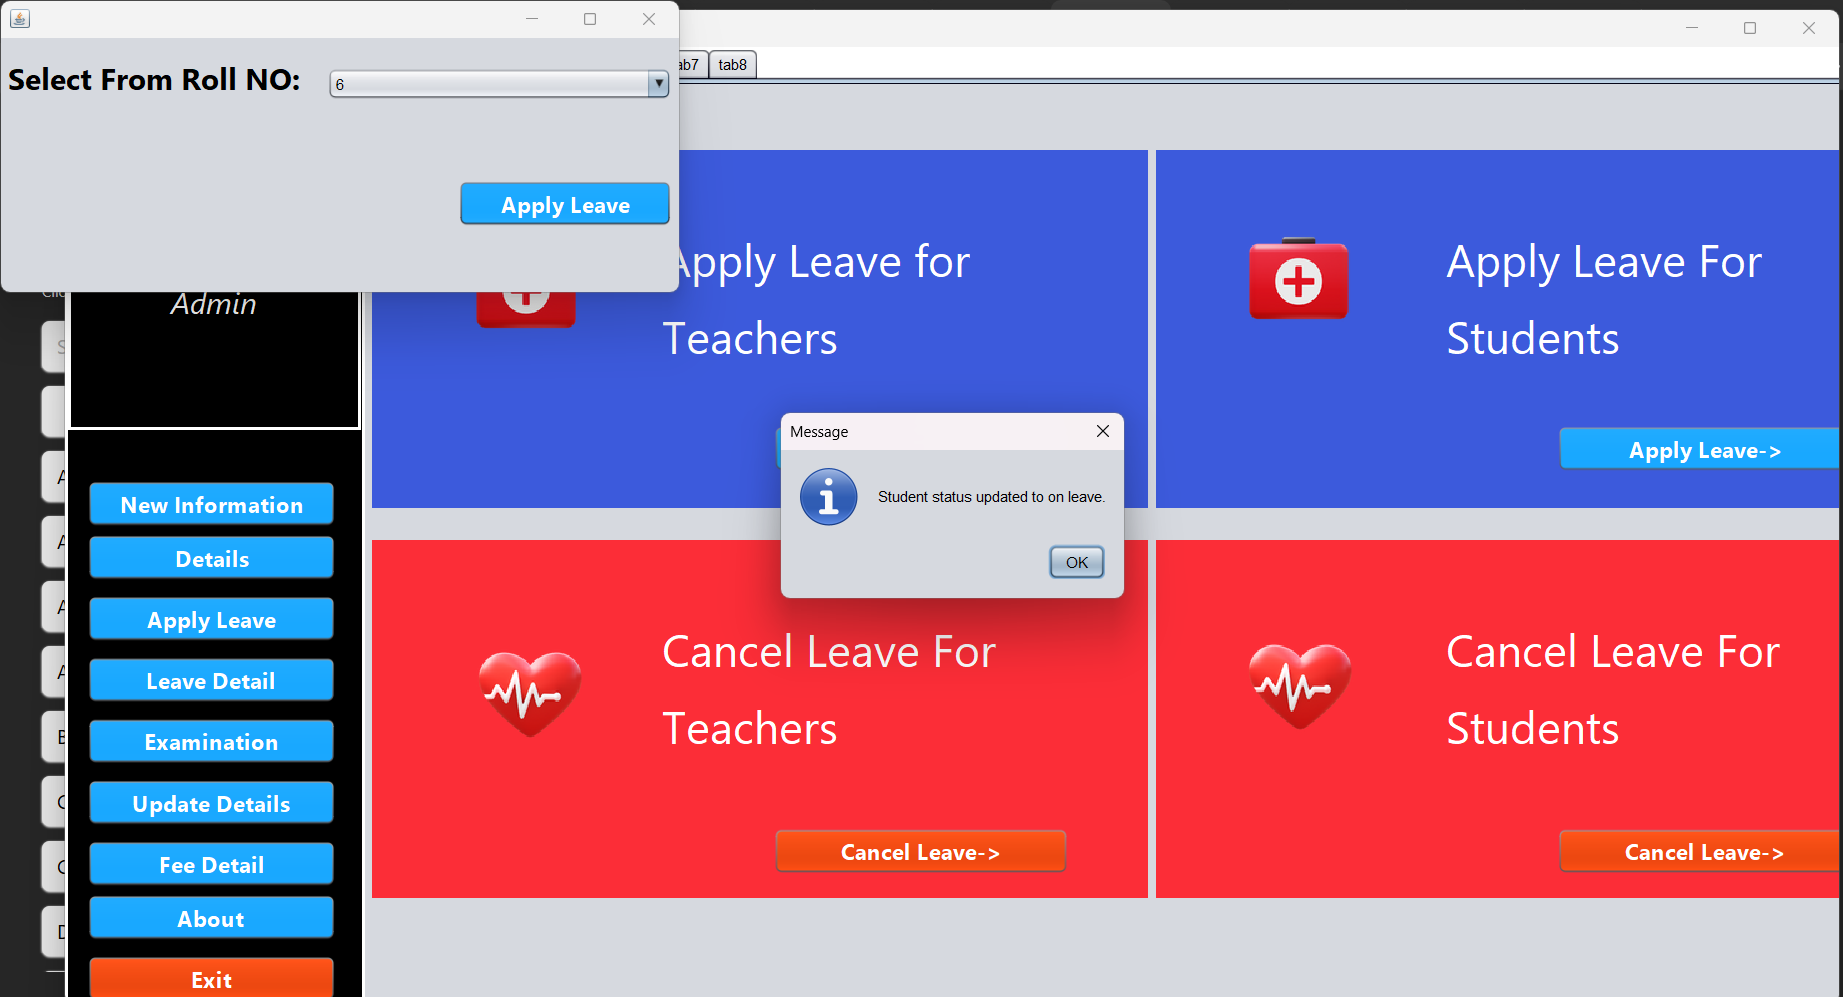 Select From Roll NO:
6
Apply Leave
tab8
Admin
New Information
Details
Apply Leave
Leave Detail
Examination
Update Details
Fee Detail
About
Exit
Apply Leave for
Teachers
Apply Leave For
Students
Apply Leave->
Message
Student status updated to on leave.
OK
Cancel Leave For
Teachers
Cancel Leave->
Cancel Leave For
Students
Cancel Leave->